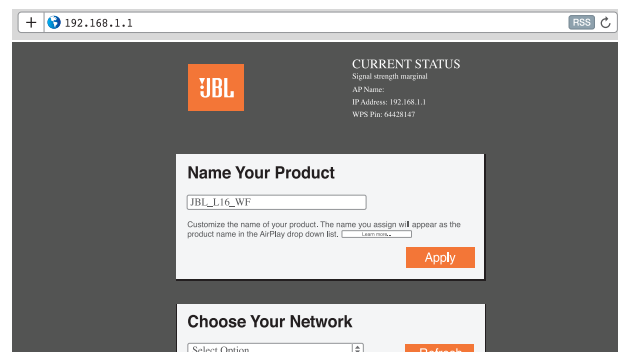 + 192.168.1.1 RSS
JBL
CURRENT STATUS
Signal strength marginal
AP Name:
IP Address: 192.168.1.1
WPS Pin: 64428147
Name Your Product
JBL_L16_WF
Customize the name of your product. The name you assign will appear as the
product name in the AirPlay drop down list. Learn more...
Apply
Choose Your Network
Select Option
Refresh